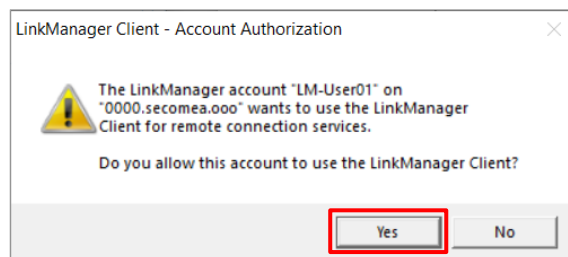 LinkManager Client - Account Authorization
The LinkManager account "LM-User01" on
"0000.secomea.ooo" wants to use the LinkManager
Client for remote connection services.
Do you allow this account to use the LinkManager Client?
Yes No